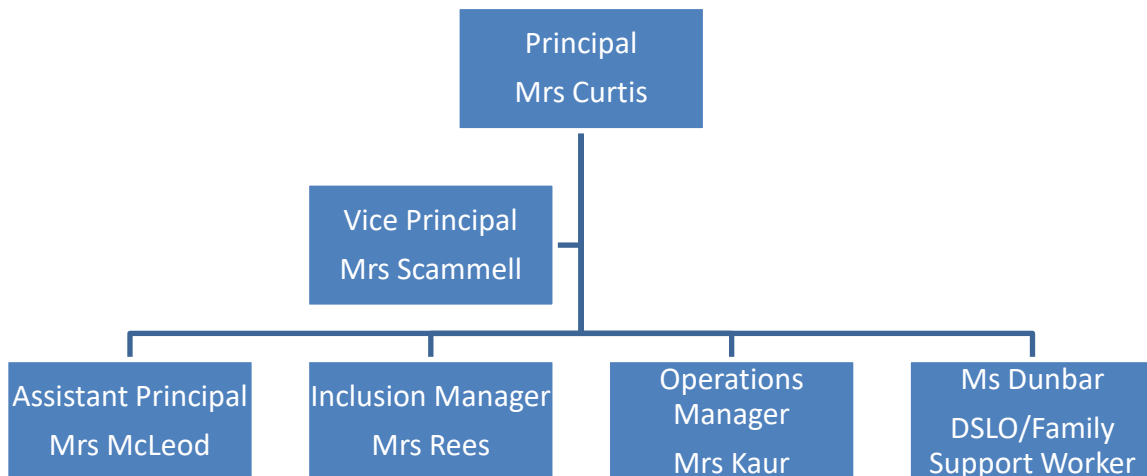 Principal
Mrs Curtis
Vice Principal
Mrs Scammell
Assistant Principal
Mrs McLeod
Inclusion Manager
Mrs Rees
Operations
Manager
Mrs Kaur
Ms Dunbar
DSLO/Family
Support Worker